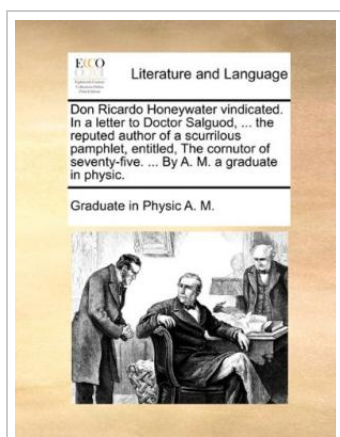 ECCO
Literature and Language
Don Ricardo Honeywater vindicated.
In a letter to Doctor Salguod, ... the
reputed author of a scurrilous
pamphlet, entitled, The cornutor of
seventy-five. ... By A. M. a graduate
in physic.
Graduate in Physic A. M.